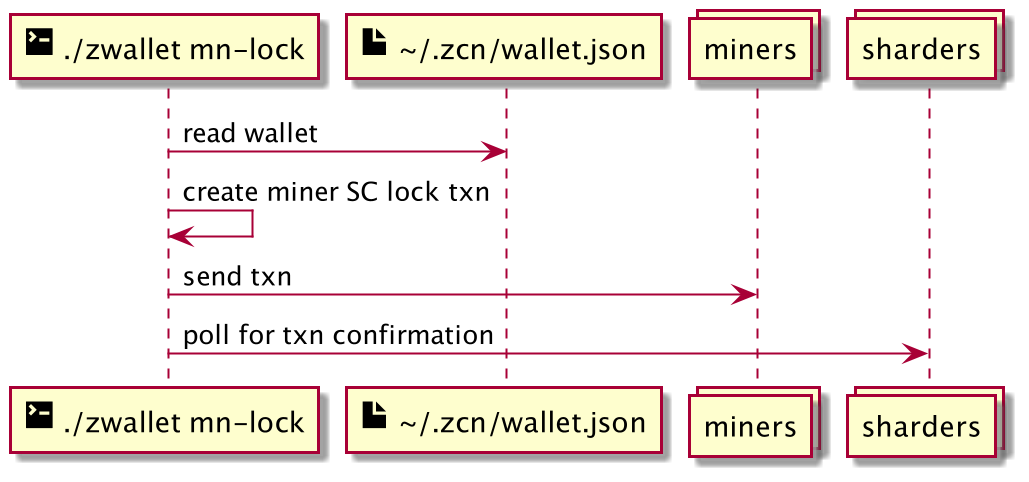 ./zwallet mn-lock
~/.zcn/wallet.json
miners
sharders
read wallet
create miner SC lock txn
send txn
poll for txn confirmation
./zwallet mn-lock
~/.zcn/wallet.json
miners
sharders